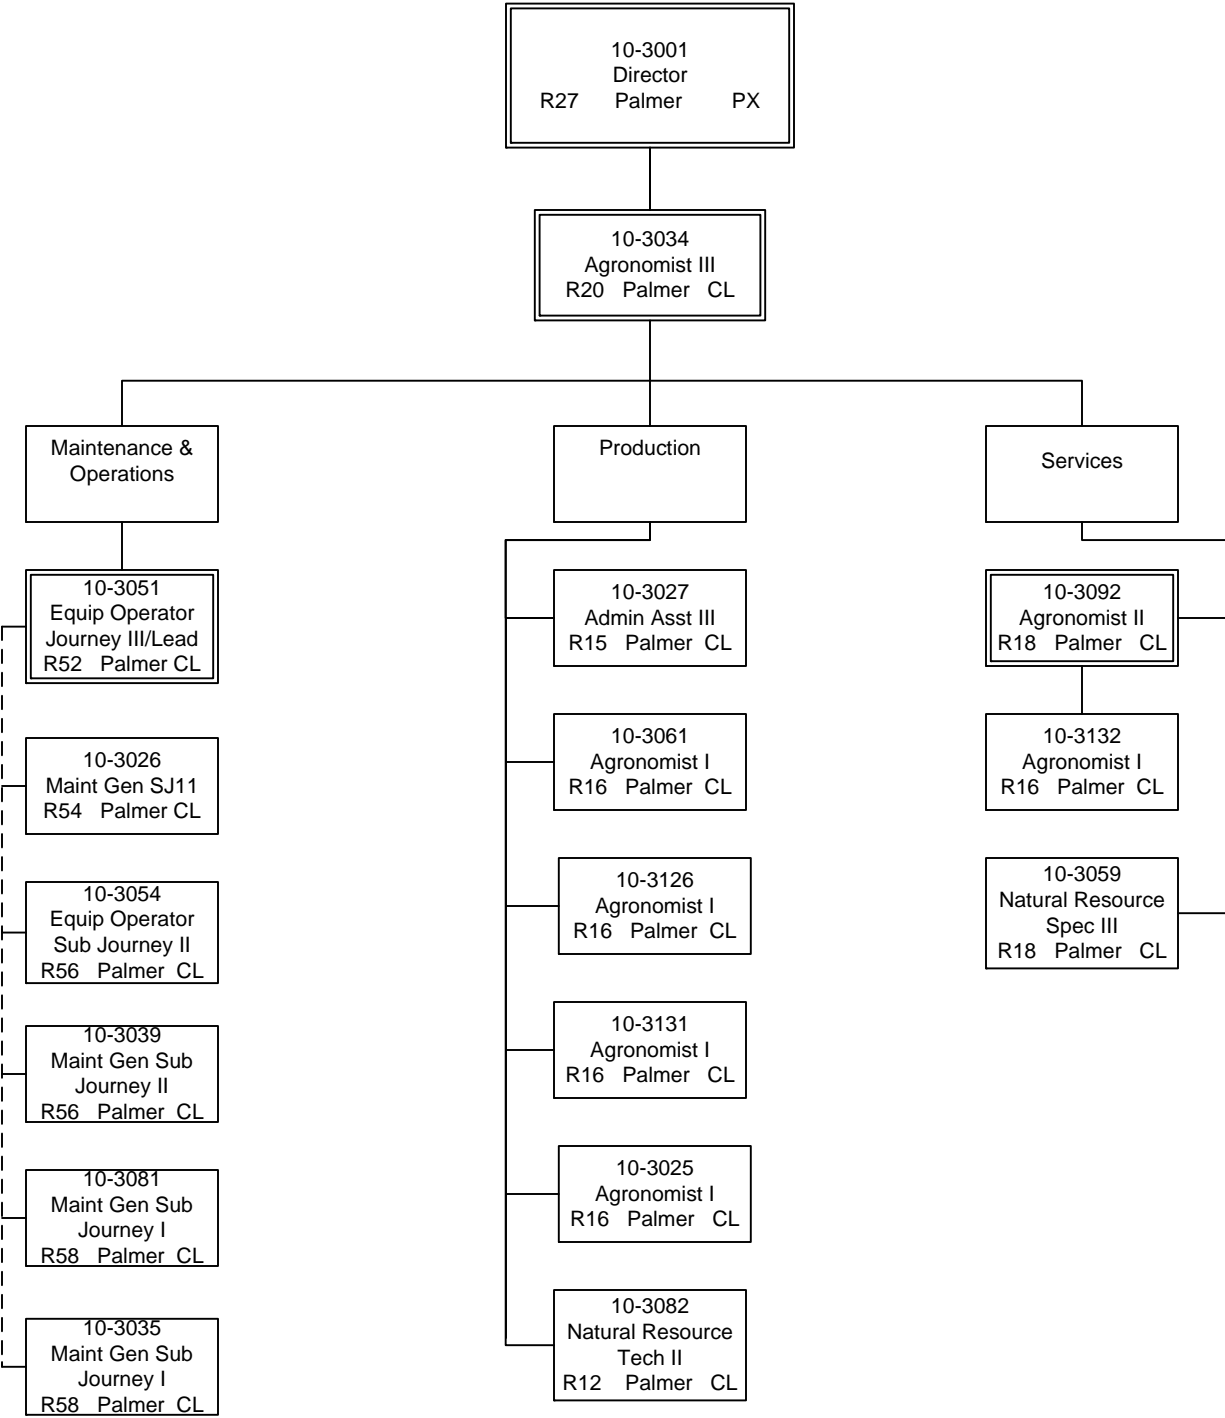 10-3001
Director
R27 Palmer PX
10-3034
Agronomist III
R20 Palmer CL
Maintenance &
Operations
10-3051
Equip Operator
Journey III/Lead
R52 Palmer CL
10-3026
Maint Gen SJ11
R54 Palmer CL
10-3054
Equip Operator
Sub Journey II
R56 Palmer CL
10-3039
Maint Gen Sub
Journey II
R56 Palmer CL
10-3081
Maint Gen Sub
Journey I
R58 Palmer CL
10-3035
Maint Gen Sub
Journey I
R58 Palmer CL
Production
10-3027
Admin Asst III
R15 Palmer CL
10-3061
Agronomist I
R16 Palmer CL
10-3126
Agronomist I
R16 Palmer CL
10-3131
Agronomist I
R16 Palmer CL
10-3025
Agronomist I
R16 Palmer CL
10-3082
Natural Resource
Tech II
R12 Palmer CL
Services
10-3092
Agronomist II
R18 Palmer CL
10-3132
Agronomist I
R16 Palmer CL
10-3059
Natural Resource
Spec III
R18 Palmer CL